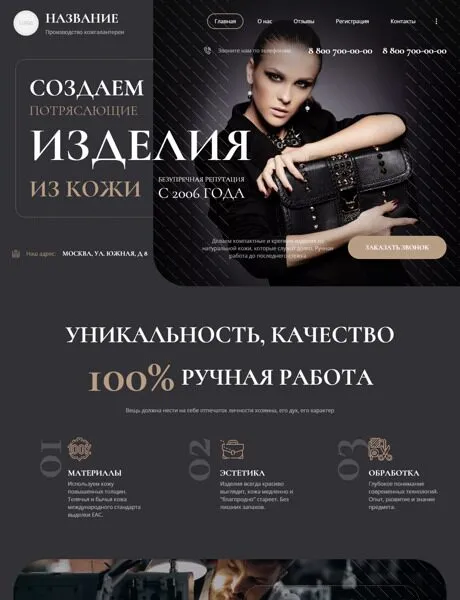 НАЗВАНИЕ
Производство кожгалантереи
Главная
О нас
Отзывы
Регистрация
Контакты
Звоните нам по телефонам:
8 800 700-00-00
8 800 700-00-00
СОЗДАЕМ
ПОТРЯСАЮЩИЕ
ИЗДЕЛИЯ
ИЗ КОЖИ
БЕЗУПРЕЧНАЯ РЕПУТАЦИЯ
С 2006 ГОДА
Делаем компактные и крепкие изделия из
натуральной кожи, которые служат долго. Ручная
работа до последнего стежка.
ЗАКАЗАТЬ ЗВОНОК
Наш адрес:
МОСКВА, УЛ. ЮЖНАЯ, Д 8
УНИКАЛЬНОСТЬ, КАЧЕСТВО
100% РУЧНАЯ РАБОТА
Вещь должна нести на себе отпечаток личности хозяина, его дух, его характер
01
100%
МАТЕРИАЛЫ
Используем кожу
повышенных толщин.
Телячья и бычья кожа
международного стандарта
выделки ЕАС.
02
ЭСТЕТИКА
Изделия всегда красиво
выглядят, кожа медленно и
"благородно" стареет. Без
лишних запахов.
03
ОБРАБОТКА
Глубокое понимание
современных технологий.
Опыт, развитие и знание
предмета.